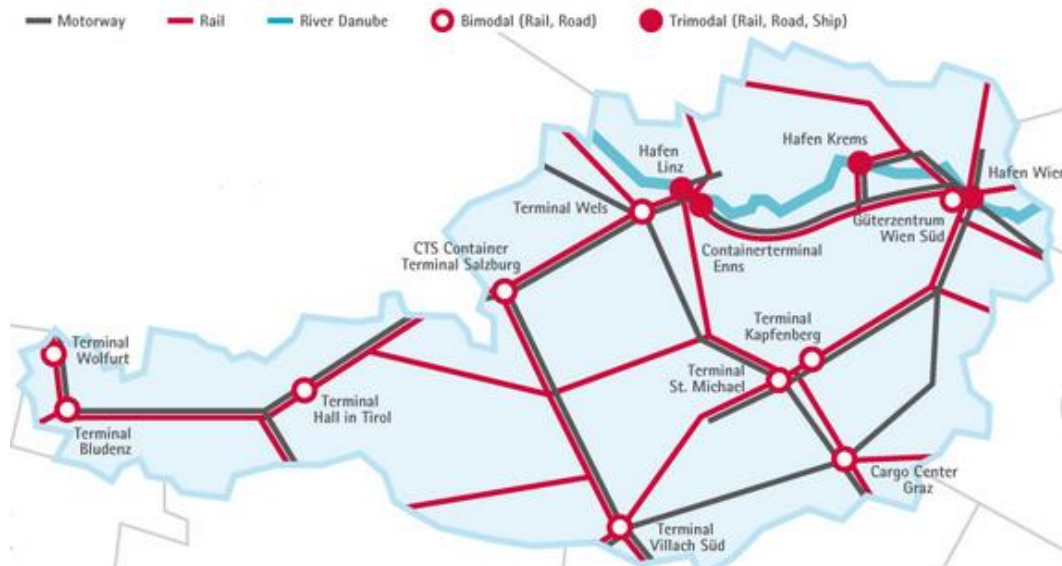 Motorway
Rail
River Danube
Bimodal (Rail, Road)
Trimodal (Rail, Road, Ship)
Hafen Krems
Hafen
Linz
Hafen Wien
Terminal Wels
Güterzentrum
Wien Süd
CTS Container
Terminal Salzburg
Containerterminal
Enns
Terminal
Kapfenberg
Terminal
Wolfurt
Terminal
St. Michael
Terminal
Hall in Tirol
Terminal
Bludenz
Cargo Center
Graz
Terminal
Villach Süd